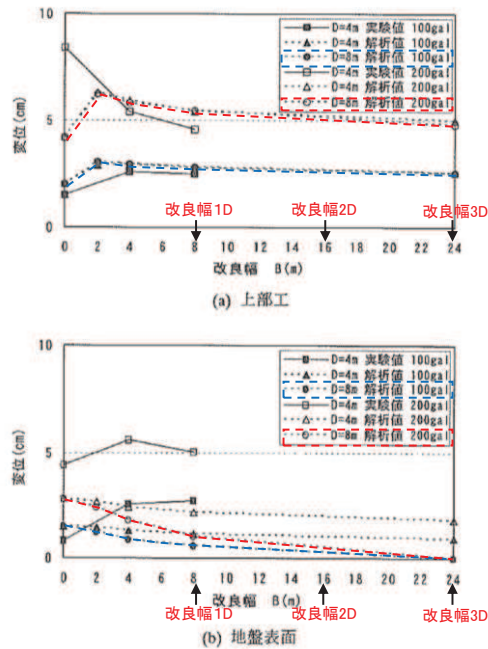 10
D=4m 実験値 100gal
D=4m 解析値 100gal
D=8m 解析値 100gal
D=4m 実験値 200gal
D=4m 解析値 200gal
D=8m 解析値 200gal
変位(cm)
5
0
改良幅1D
改良幅2D
改良幅3D
0 2 4 6 8 10 12 14 16 18 20 22 24
改良幅 B(m)
(a) 上部工
10
D=4m 実験値 100gal
D=4m 解析値 100gal
D=8m 解析値 100gal
D=4m 実験値 200gal
D=4m 解析値 200gal
D=8m 解析値 200gal
変位(cm)
5
0
0 2 4 6 8 10 12 14 16 18 20 22 24
改良幅 B(m)
改良幅1D
改良幅2D
改良幅3D
(b) 地盤表面